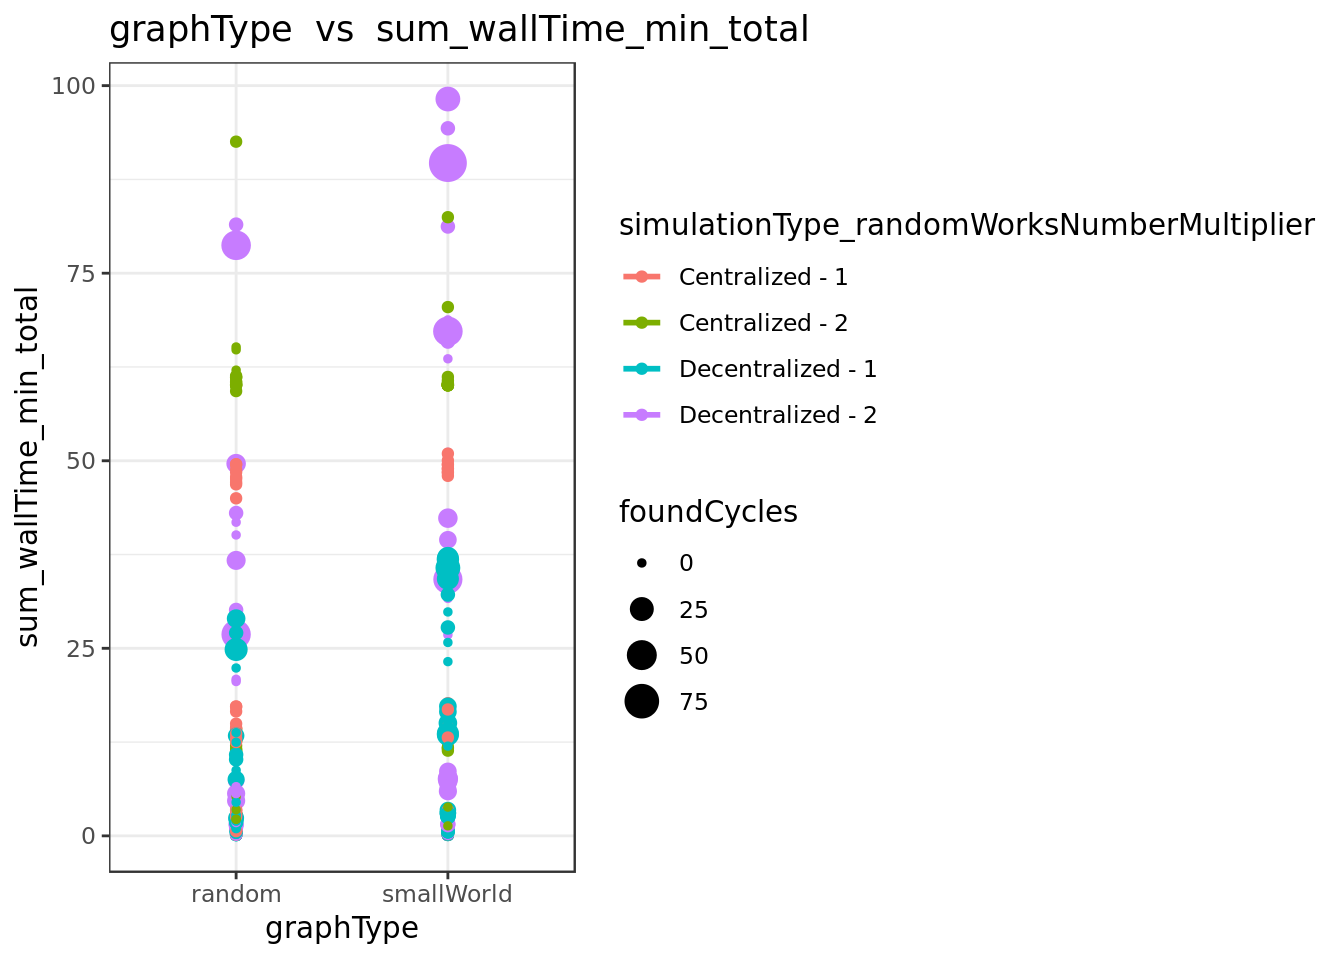 graphType  vs  sum_wallTime_min_total
sum_wallTime_min_total
100
75
50
25
0
random
smallWorld
graphType
simulationType_randomWorksNumberMultiplier
Centralized - 1
Centralized - 2
Decentralized - 1
Decentralized - 2
foundCycles
0
25
50
75